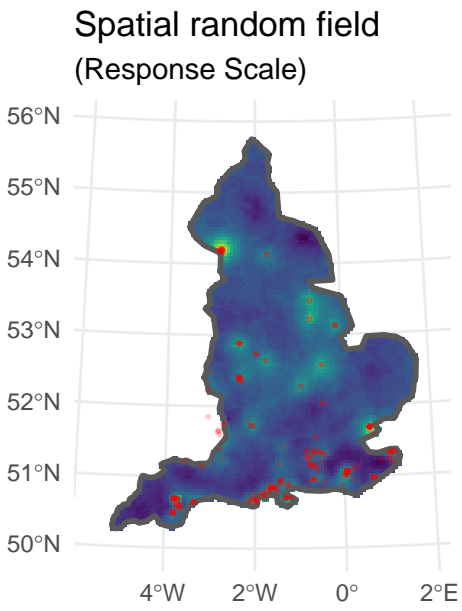 Spatial random field
(Response Scale)
56°N
55°N
54°N
53°N
52°N
51°N
50°N
4°W 2°W 0° 2°E